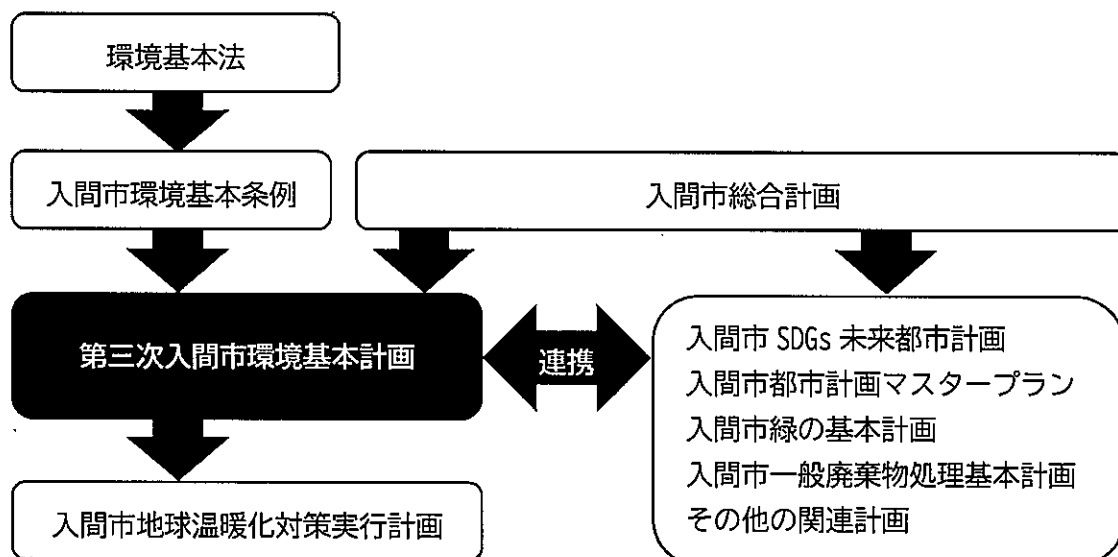 環境基本法
入間市環境基本条例
入間市総合計画
第三次入間市環境基本計画
連携
入間市 SDGs 未来都市計画
入間市都市計画マスタープラン
入間市緑の基本計画
入間市一般廃棄物処理基本計画
その他の関連計画
入間市地球温暖化対策実行計画